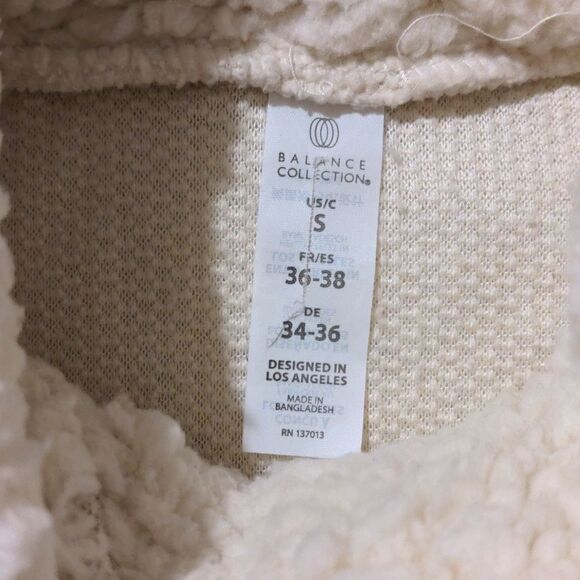 BALANCE
COLLECTION®
US/C
S
FR/ES
36-38
DE
34-36
DESIGNED IN
LOS ANGELES
MADE IN
BANGLADESH
RN 137013